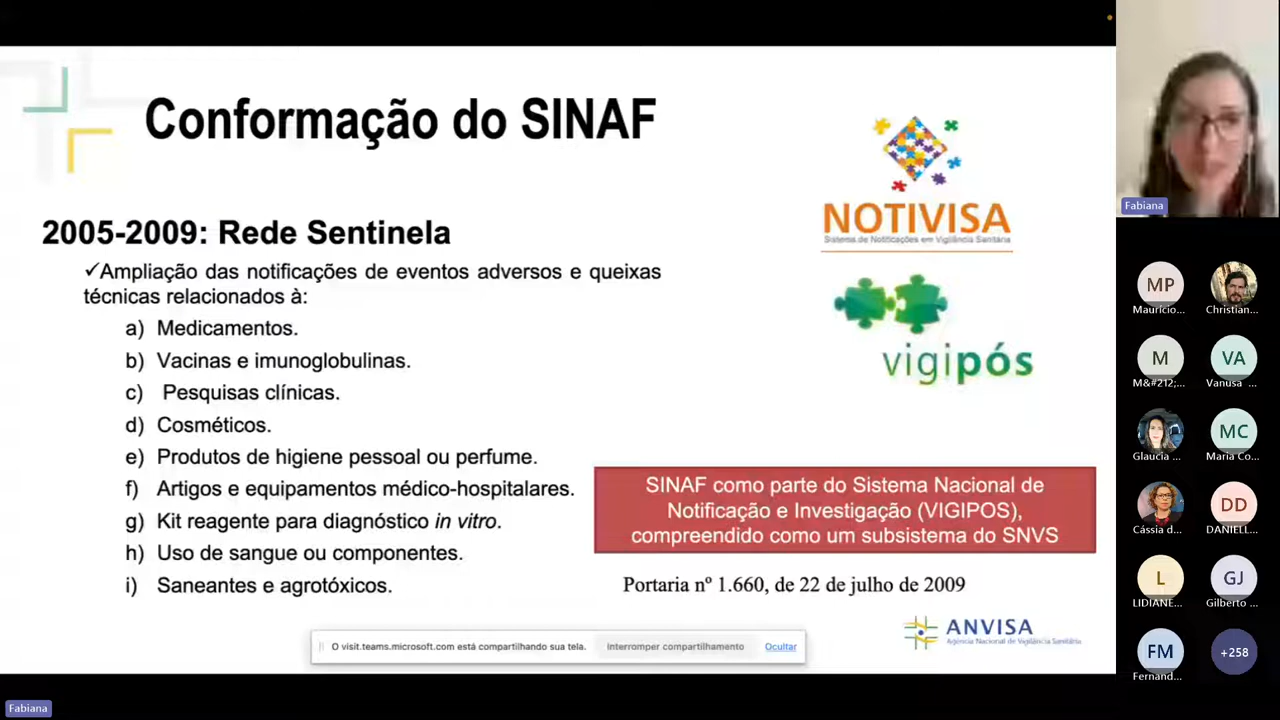 Conformação do SINAF
2005-2009: Rede Sentinela
✓Ampliação das notificações de eventos adversos e queixas
técnicas relacionados à:
a) Medicamentos.
b) Vacinas e imunoglobulinas.
c) Pesquisas clínicas.
d) Cosméticos.
e) Produtos de higiene pessoal ou perfume.
f) Artigos e equipamentos médico-hospitalares.
g) Kit reagente para diagnóstico in vitro.
h) Uso de sangue ou componentes.
i) Saneantes e agrotóxicos.
NOTIVISA
Sistema de Notificações em Vigilância Sanitária
vigipós
SINAF como parte do Sistema Nacional de
Notificação e Investigação (VIGIPOS),
compreendido como um subsistema do SNVS
Portaria nº 1.660, de 22 de julho de 2009
ANVISA
Agência Nacional de Vigilância Sanitária
O visit.teams.microsoft.com está compartilhando sua tela.
Interromper compartilhamento
Ocultar
Fabiana
MP
Maurício...
Christian...
M
M&#212;...
VA
Vanusa ...
Glaucia ...
MC
Maria Co...
Cássia d...
DD
DANIELL...
L
LIDIANE...
GJ
Gilberto ...
FM
Fernand...
+258
Fabiana